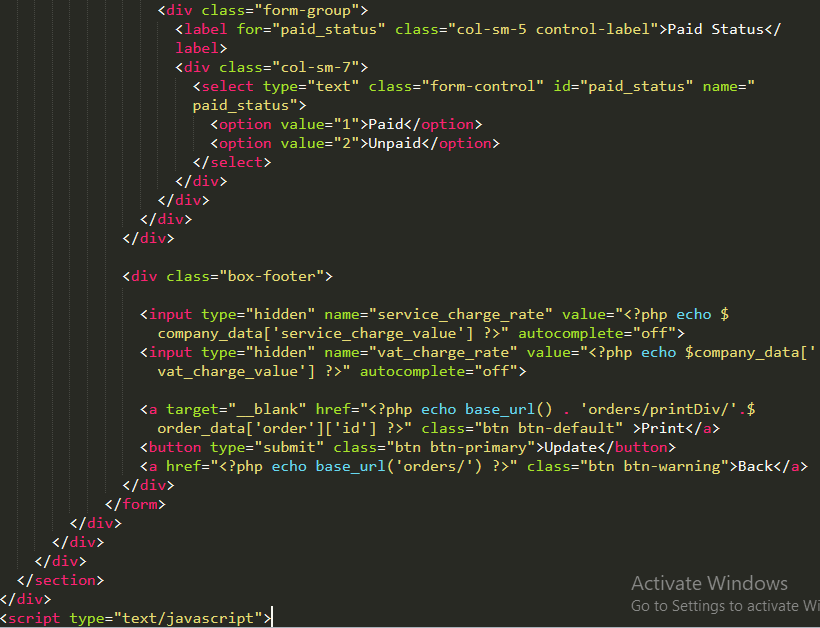 <div class="form-group">
<label for="paid_status" class="col-sm-5 control-label">Paid Status</
label>
<div class="col-sm-7">
<select type="text" class="form-control" id="paid_status" name="
paid_status">
<option value="1">Paid</option>
<option value="2">Unpaid</option>
</select>
</div>
</div>
</div>
</div>
<div class="box-footer">
<input type="hidden" name="service_charge_rate" value="<?php echo $
company_data['service_charge_value'] ?>" autocomplete="off">
<input type="hidden" name="vat_charge_rate" value="<?php echo $company_data['
vat_charge_value'] ?>" autocomplete="off">
<a target="__blank" href="<?php echo base_url() . 'orders/printDiv/'.$
order_data['order']['id'] ?>" class="btn btn-default" >Print</a>
<button type="submit" class="btn btn-primary">Update</button>
<a href="<?php echo base_url('orders/') ?>" class="btn btn-warning">Back</a>
</div>
</form>
</div>
</div>
</div>
</section>
</div>
<script type="text/javascript">
Activate Windows
Go to Settings to activate Wi